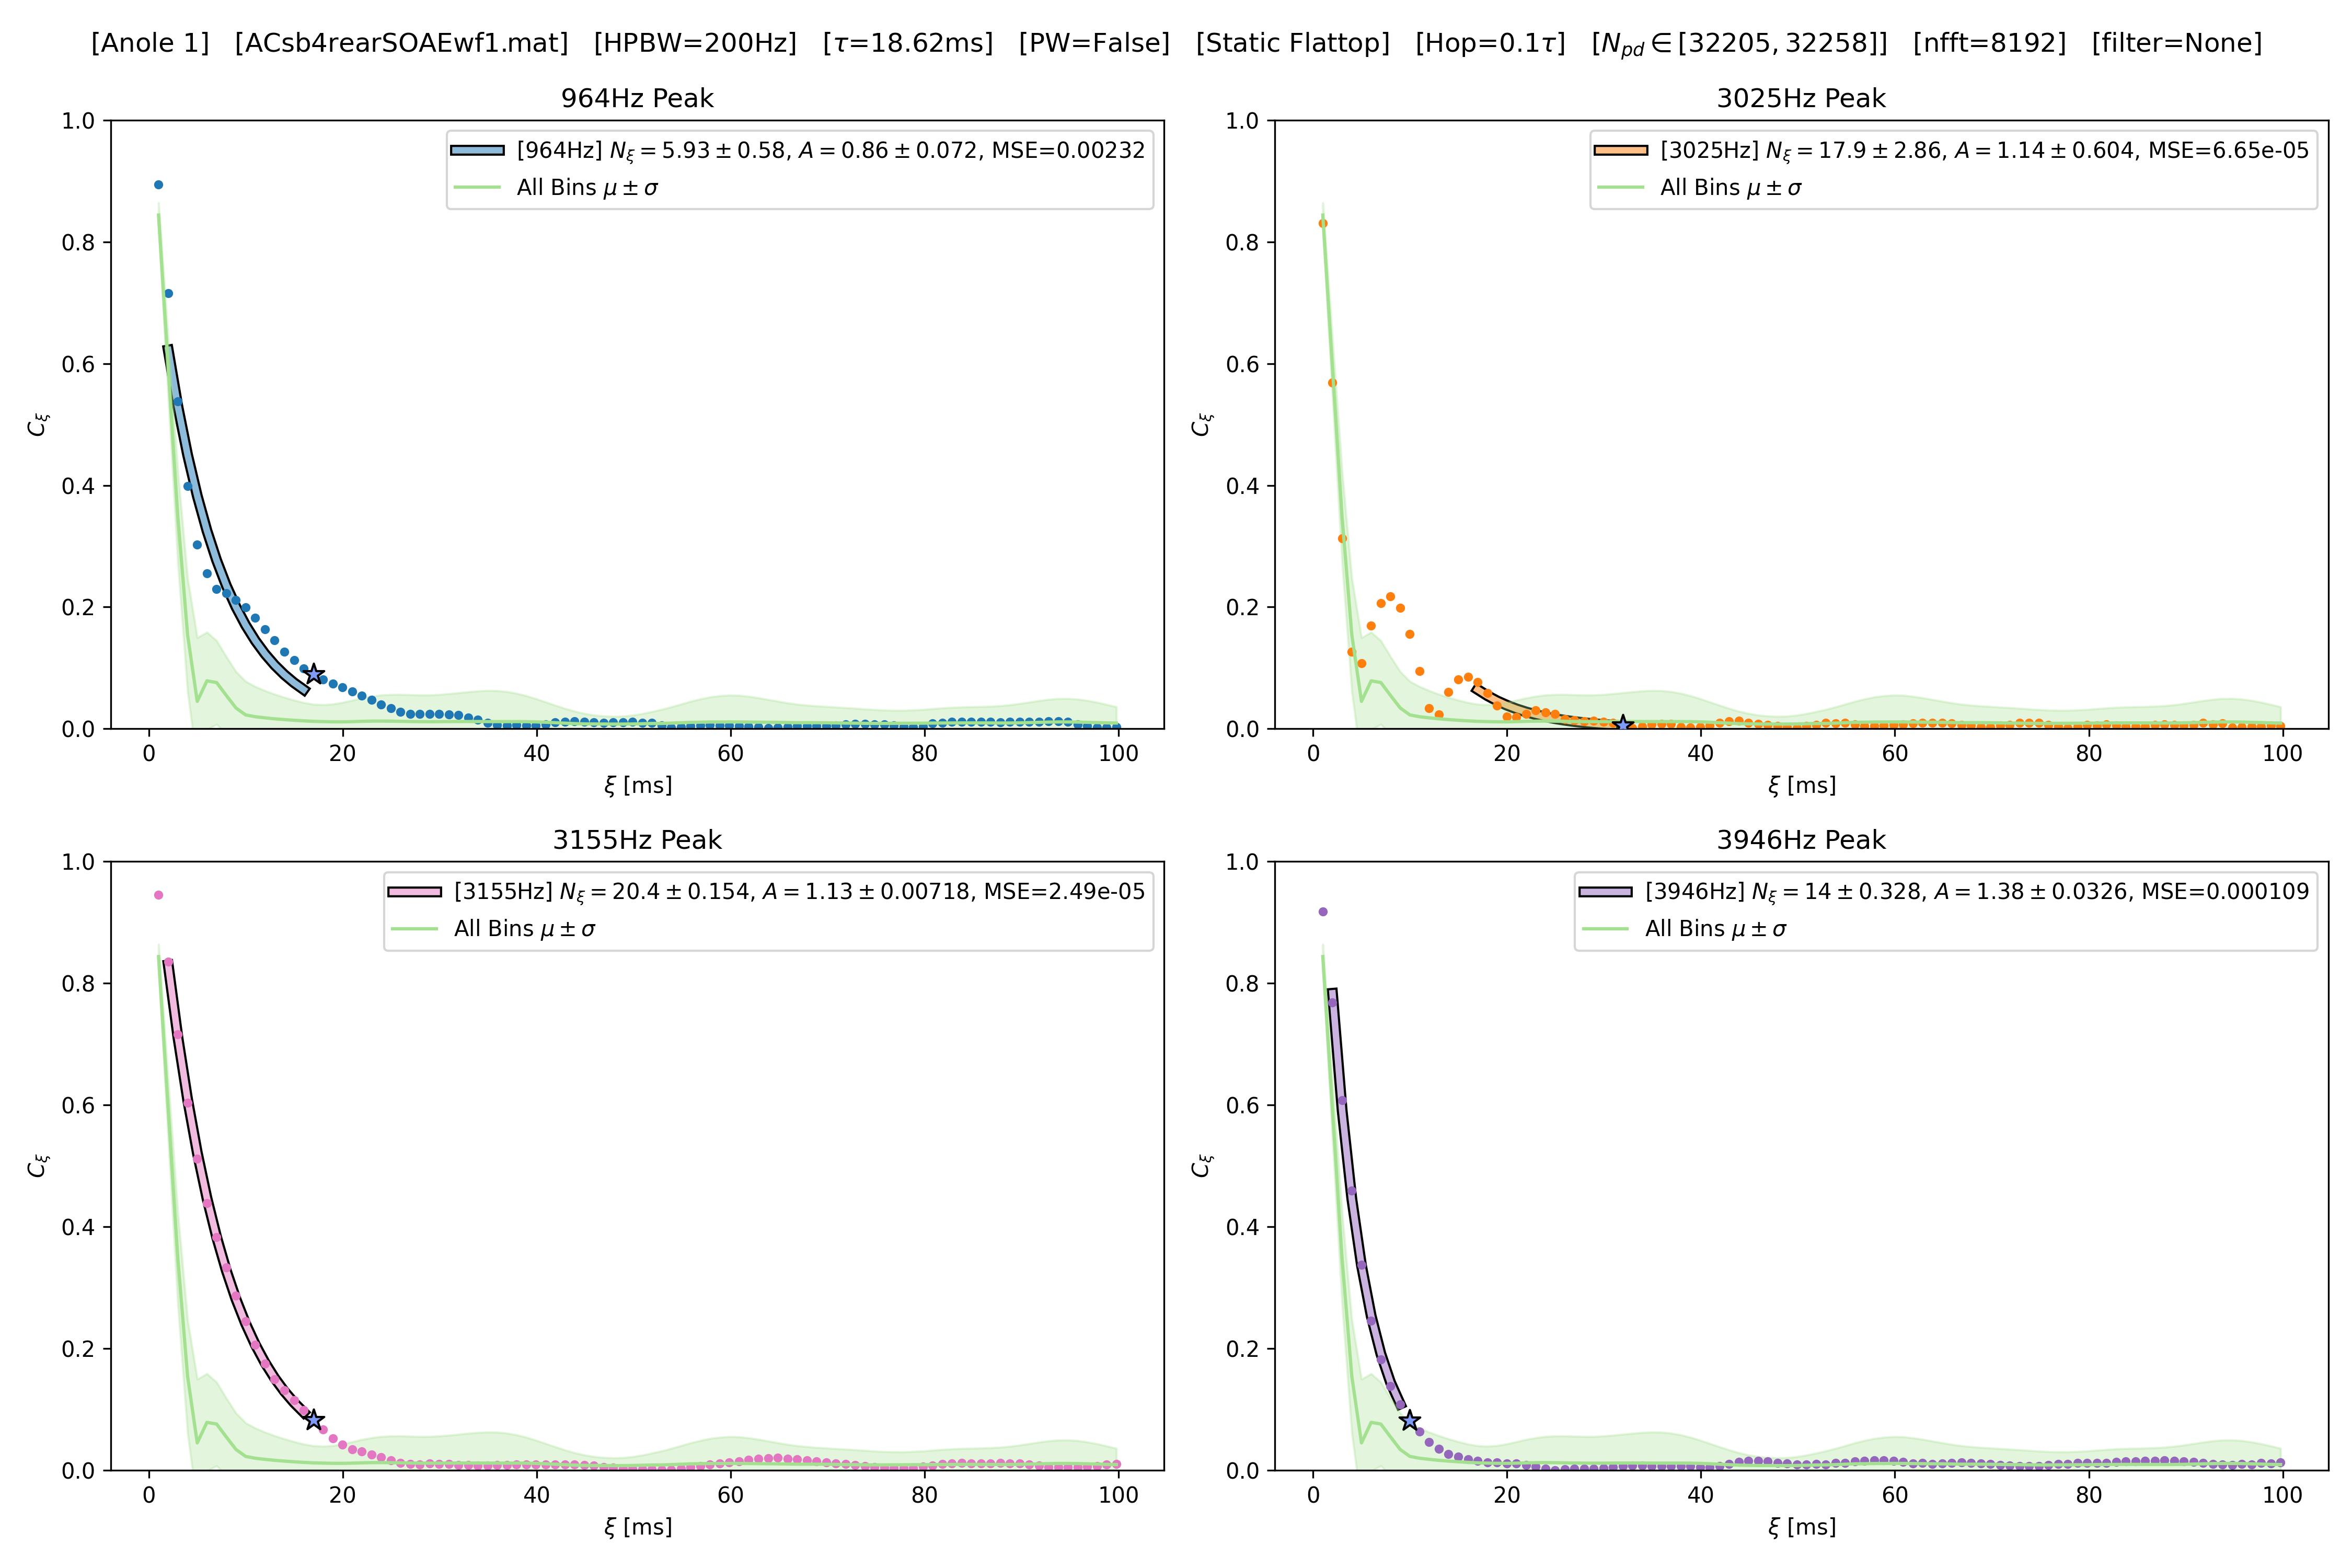 [Anole 1] [ACsb4rearSOAEwf1.mat] [HPBW=200Hz] [τ=18.62ms] [PW=False] [Static Flattop] [Hop=0.1τ] [N_pd ∈ [32205, 32258]] [nfft=8192] [filter=None]
964Hz Peak
[964Hz] N_ξ = 5.93 ± 0.58, A = 0.86 ± 0.072, MSE=0.00232
All Bins μ ± σ
1.0
0.8
0.6
0.4
0.2
0.0
C_ξ
0 20 40 60 80 100
ξ [ms]
3025Hz Peak
[3025Hz] N_ξ = 17.9 ± 2.86, A = 1.14 ± 0.604, MSE=6.65e-05
All Bins μ ± σ
1.0
0.8
0.6
0.4
0.2
0.0
C_ξ
0 20 40 60 80 100
ξ [ms]
3155Hz Peak
[3155Hz] N_ξ = 20.4 ± 0.154, A = 1.13 ± 0.00718, MSE=2.49e-05
All Bins μ ± σ
1.0
0.8
0.6
0.4
0.2
0.0
C_ξ
0 20 40 60 80 100
ξ [ms]
3946Hz Peak
[3946Hz] N_ξ = 14 ± 0.328, A = 1.38 ± 0.0326, MSE=0.000109
All Bins μ ± σ
1.0
0.8
0.6
0.4
0.2
0.0
C_ξ
0 20 40 60 80 100
ξ [ms]